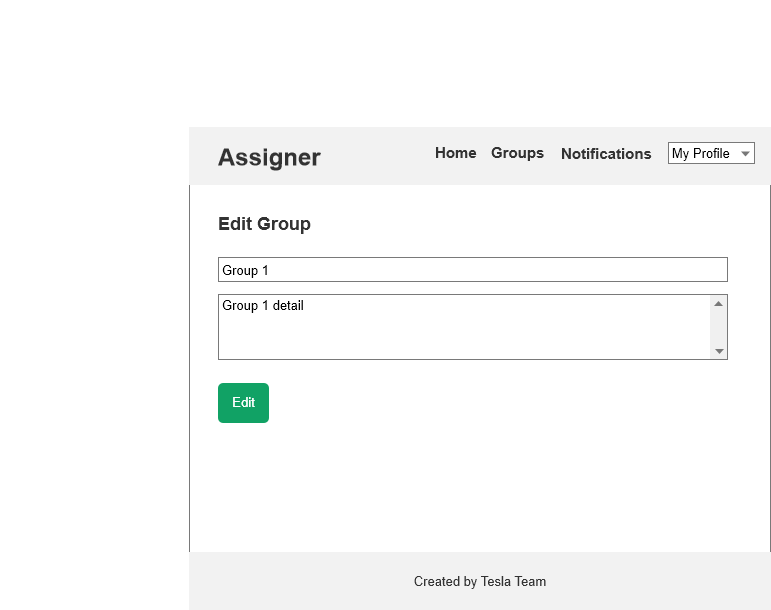 Assigner Home Groups Notifications My Profile
Edit Group
Group 1
Group 1 detail
Edit
Created by Tesla Team